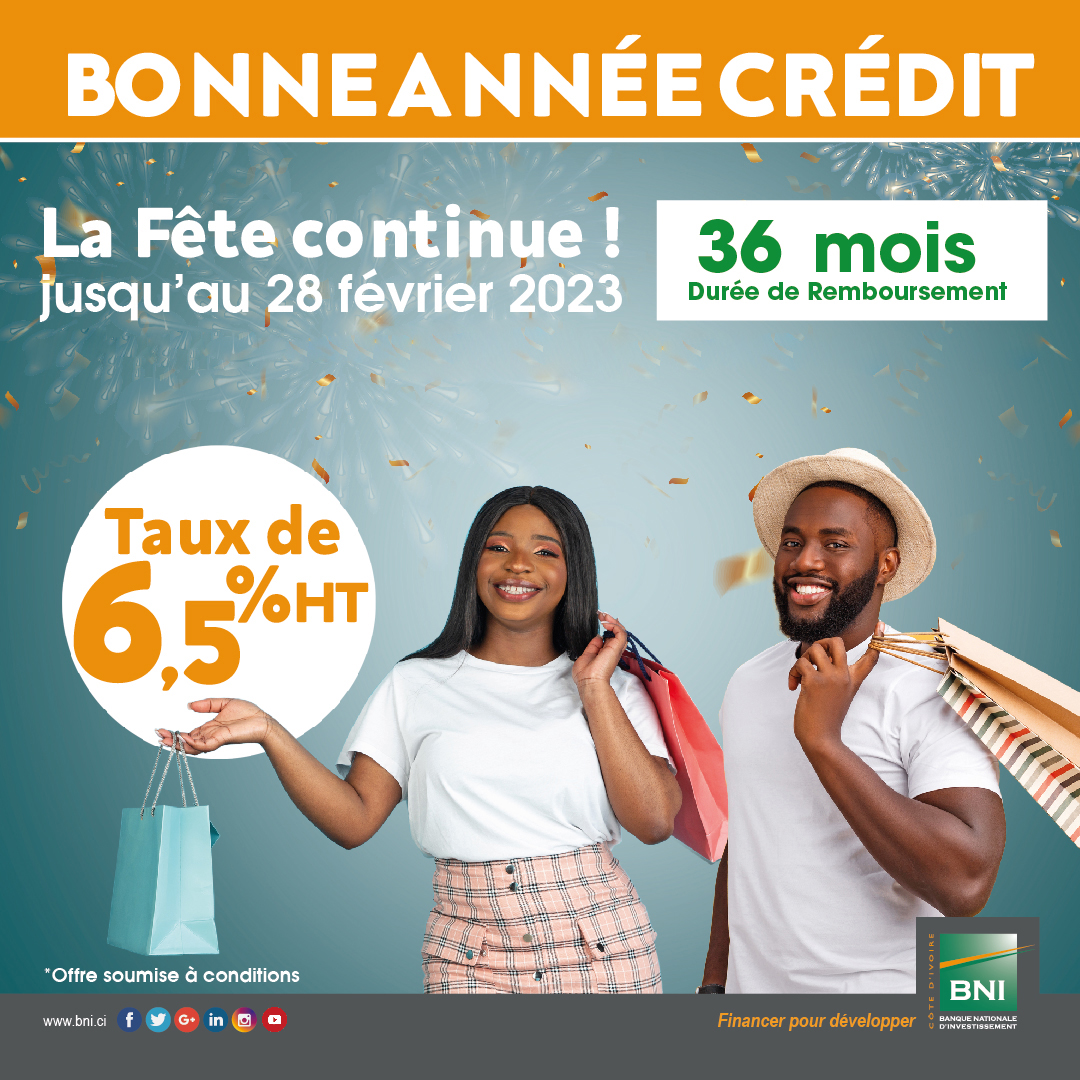 BONNE ANNÉE CRÉDIT
La Fête continue !
jusqu'au 28 février 2023
36 mois
Durée de Remboursement
Taux de
6,5%HT
*Offre soumise à conditions
www.bni.ci
Financer pour développer
CÔTE D'IVOIRE
BNI
BANQUE NATIONALE
D'INVESTISSEMENT